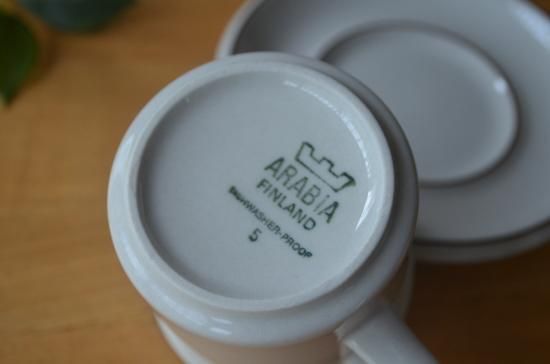 ARABIA
FINLAND
DISHWASHER-PROOF
5